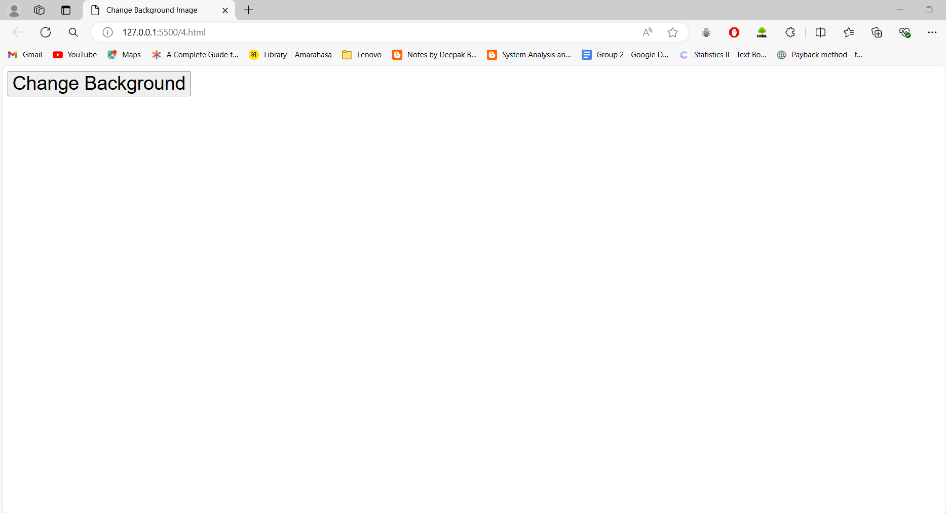 Change Background Image
127.0.0.1:5500/4.html
Gmail YouTube Maps A Complete Guide t... Library - Amarahasa Lenovo Notes by Deepak B... System Analysis an... Group 2 - Google D... Statistics II - Text Bo... Payback method - f...
Change Background